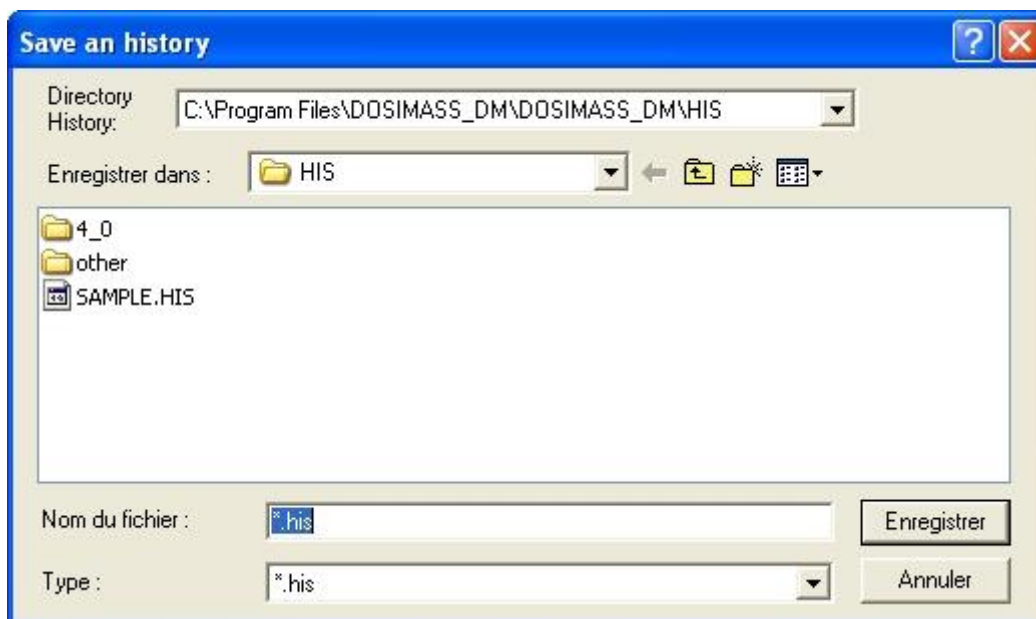 Save an history
Directory
History:
C:\Program Files\DOSIMASS_DM\DOSIMASS_DM\HIS
Enregistrer dans :
HIS
4_0
other
SAMPLE.HIS
Nom du fichier :
*.his
Enregistrer
Type :
*.his
Annuler